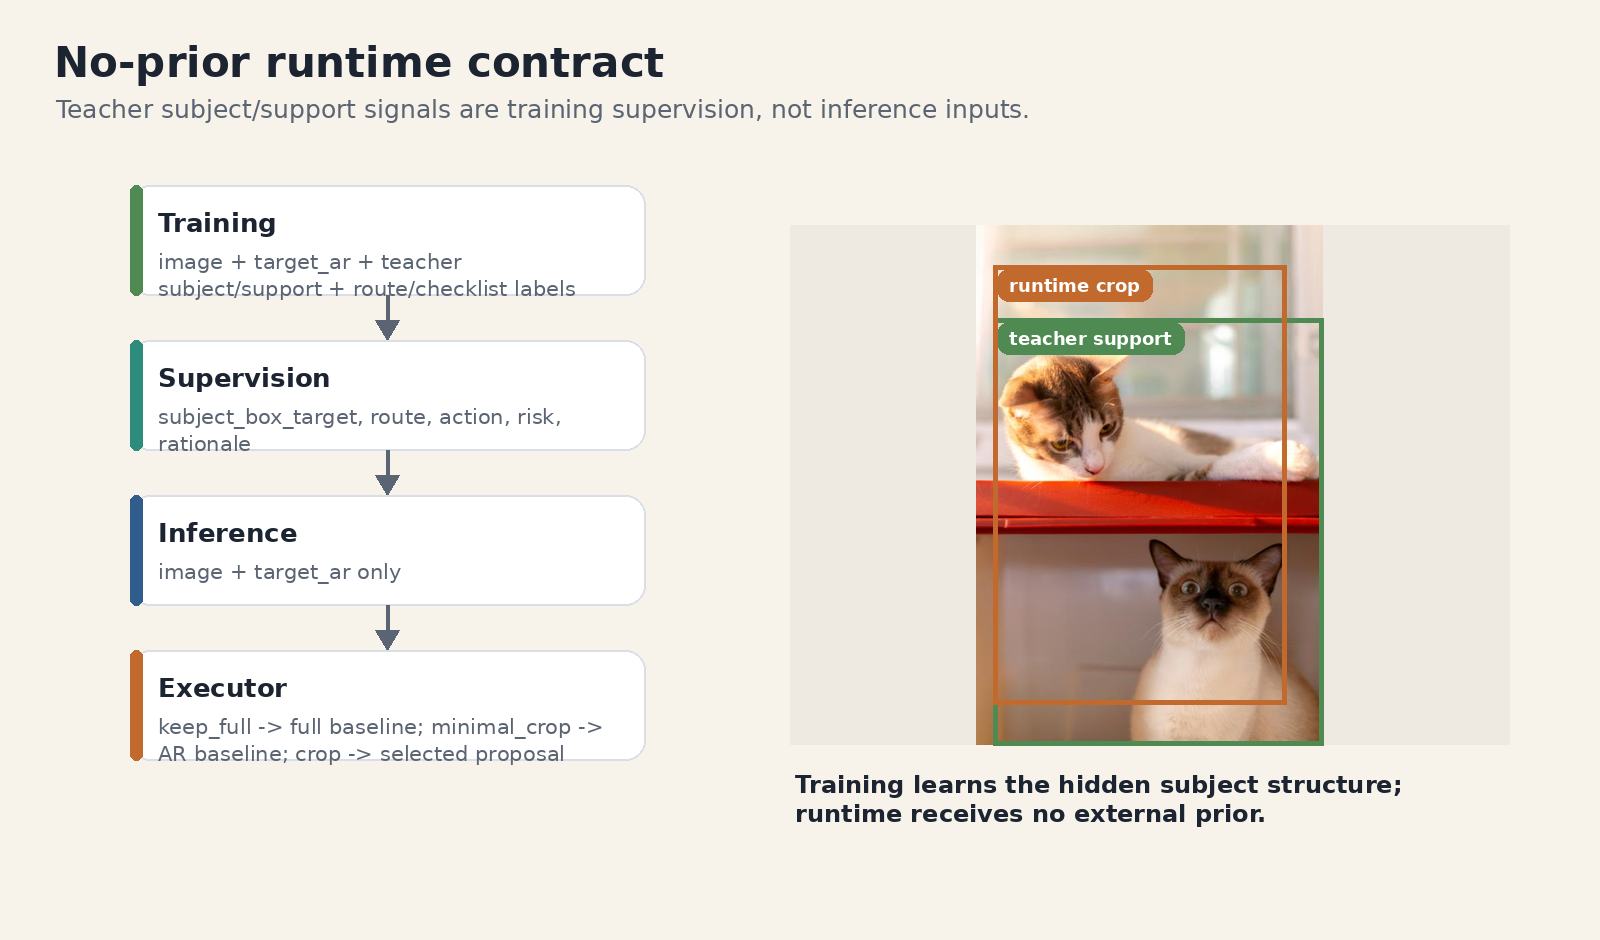 No-prior runtime contract
Teacher subject/support signals are training supervision, not inference inputs.
Training
image + target_ar + teacher
subject/support + route/checklist labels
Supervision
subject_box_target, route, action, risk,
rationale
Inference
image + target_ar only
Executor
keep_full -> full baseline; minimal_crop ->
AR baseline; crop -> selected proposal
runtime crop
teacher support
Training learns the hidden subject structure;
runtime receives no external prior.